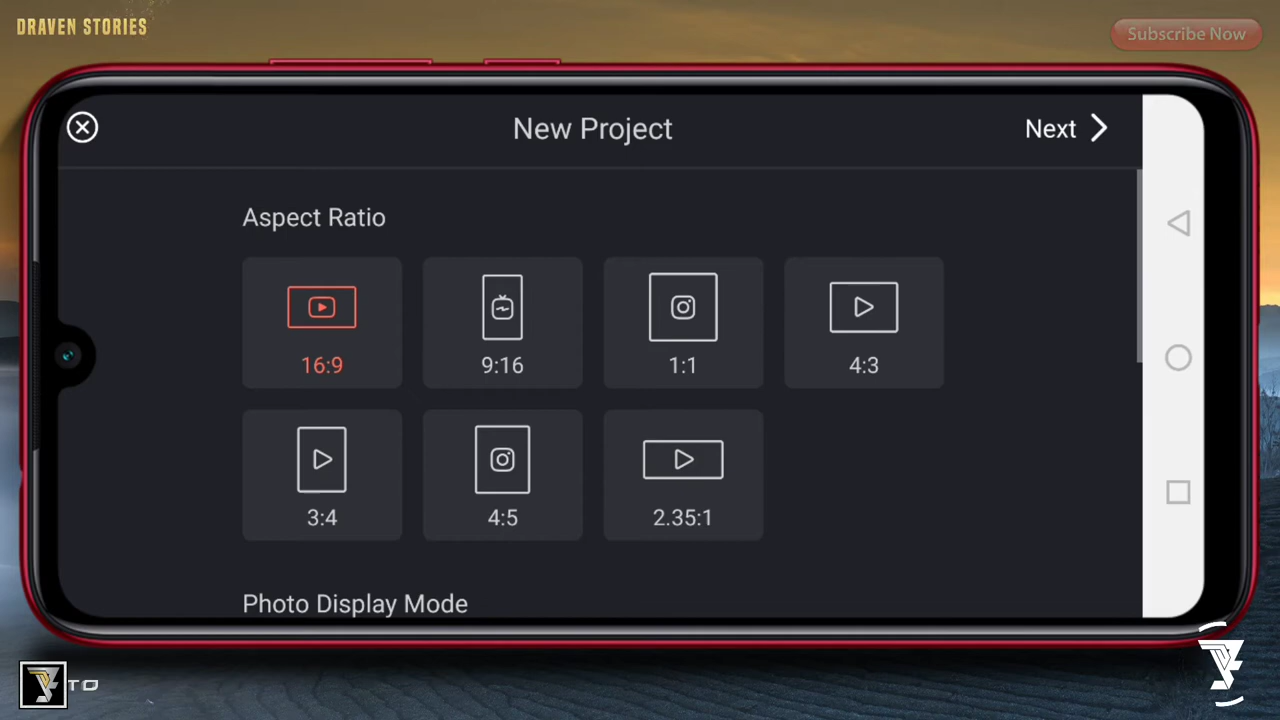 DRAVEN STORIES
Subscribe Now
New Project
Next
Aspect Ratio
16:9
9:16
1:1
4:3
3:4
4:5
2.35:1
Photo Display Mode
TO